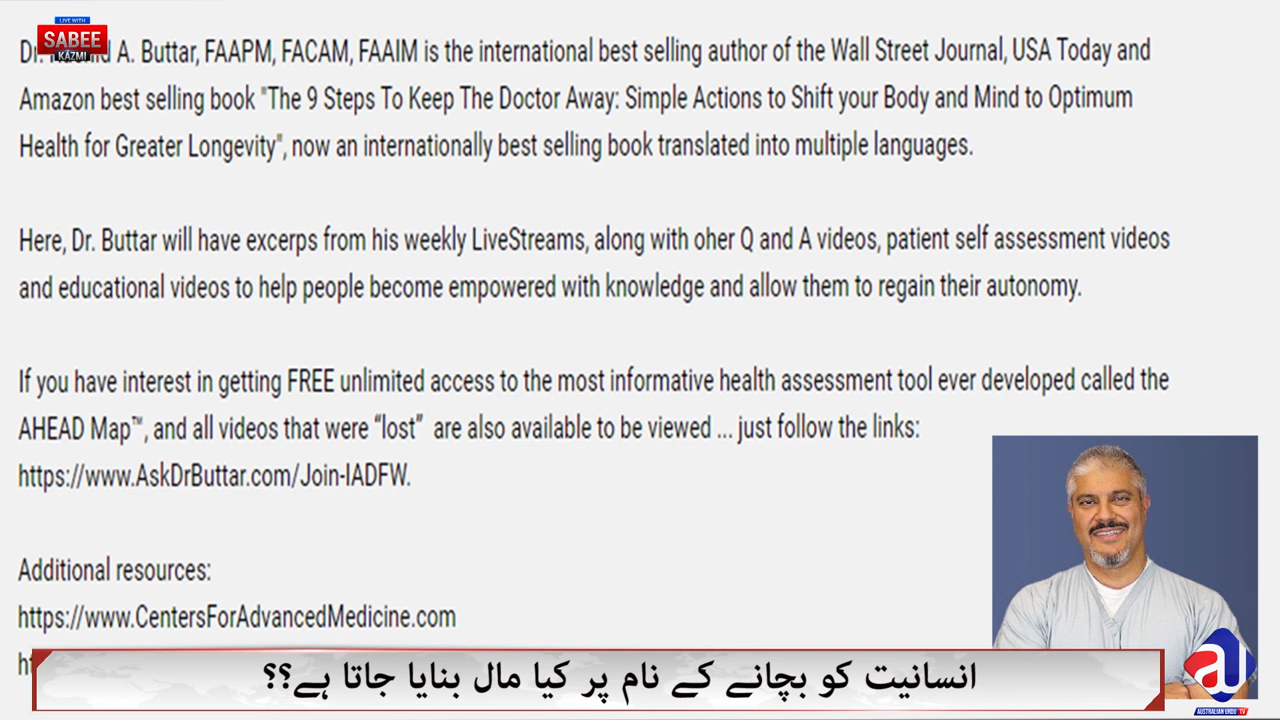 LIVE WITH
SABEE
KAZMI
Dr. A. Buttar, FAAPM, FACAM, FAAIM is the international best selling author of the Wall Street Journal, USA Today and
Amazon best selling book "The 9 Steps To Keep The Doctor Away: Simple Actions to Shift your Body and Mind to Optimum
Health for Greater Longevity", now an internationally best selling book translated into multiple languages.
Here, Dr. Buttar will have excerps from his weekly LiveStreams, along with oher Q and A videos, patient self assessment videos
and educational videos to help people become empowered with knowledge and allow them to regain their autonomy.
If you have interest in getting FREE unlimited access to the most informative health assessment tool ever developed called the
AHEAD Map™, and all videos that were “lost” are also available to be viewed ... just follow the links:
https://www.AskDrButtar.com/Join-IADFW.
Additional resources:
https://www.CentersForAdvancedMedicine.com
انسانیت کو بچانے کے نام پر کیا مال بنایا جاتا ہے؟؟
AUSTRALIAN URDU TV